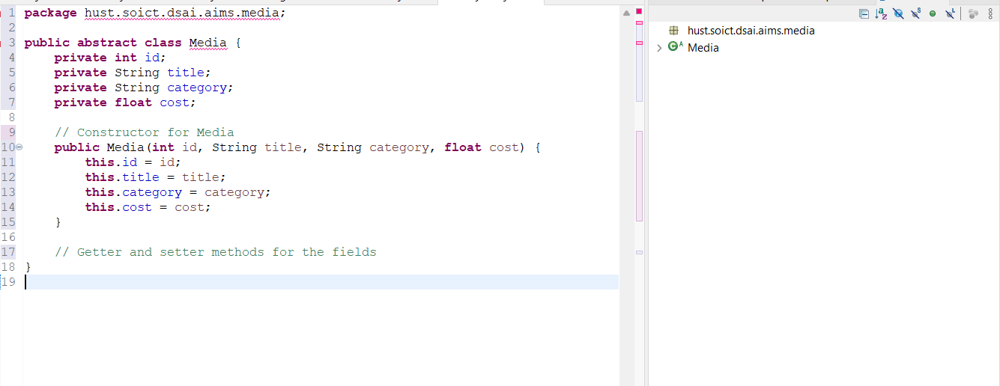 1 package hust.soict.dsai.aims.media;
2
3 public abstract class Media {
4     private int id;
5     private String title;
6     private String category;
7     private float cost;
8
9     // Constructor for Media
10     public Media(int id, String title, String category, float cost) {
11         this.id = id;
12         this.title = title;
13         this.category = category;
14         this.cost = cost;
15     }
16
17     // Getter and setter methods for the fields
18 }
19
hust.soict.dsai.aims.media
Media